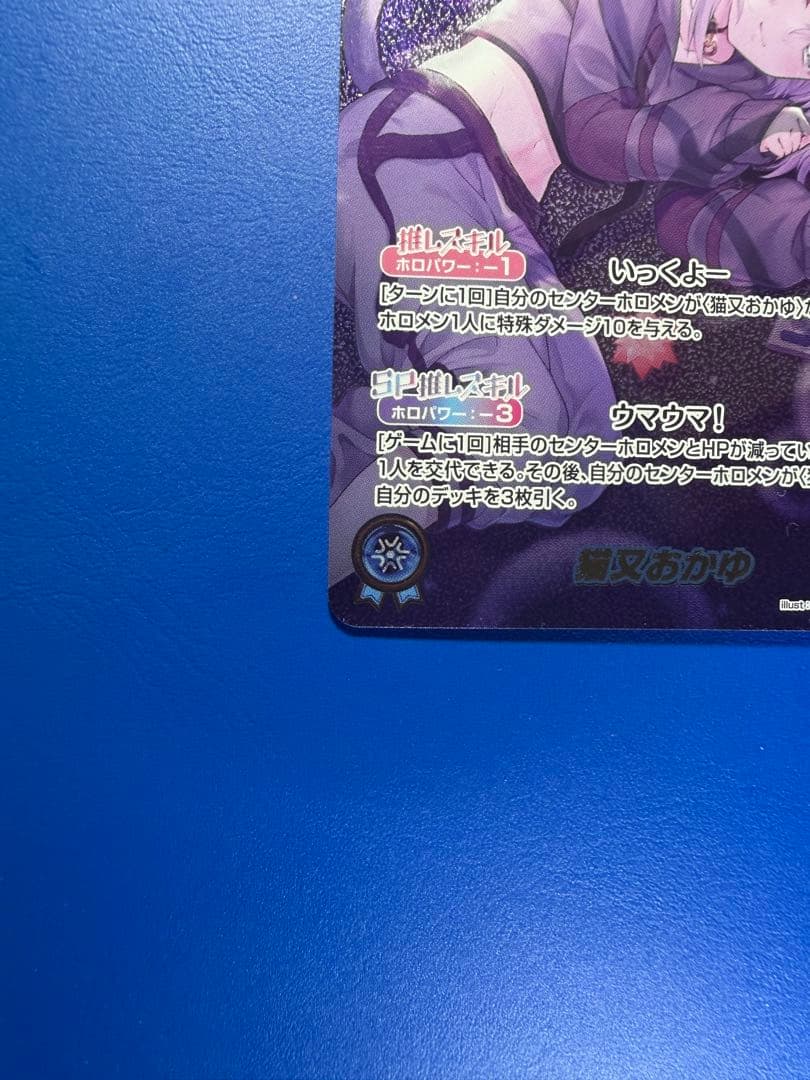 推しスキル
ホロパワー:-1
いっくよー
[ターンに1回]自分のセンターホロメンが〈猫又おかゆ〉
ホロメン1人に特殊ダメージ10を与える。
SP推しスキル
ホロパワー:-3
ウマウマ!
[ゲームに1回]相手のセンターホロメンとHPが減ってい
1人を交代できる。その後、自分のセンターホロメンが〈
自分のデッキを3枚引く。
猫又おかゆ
illust: